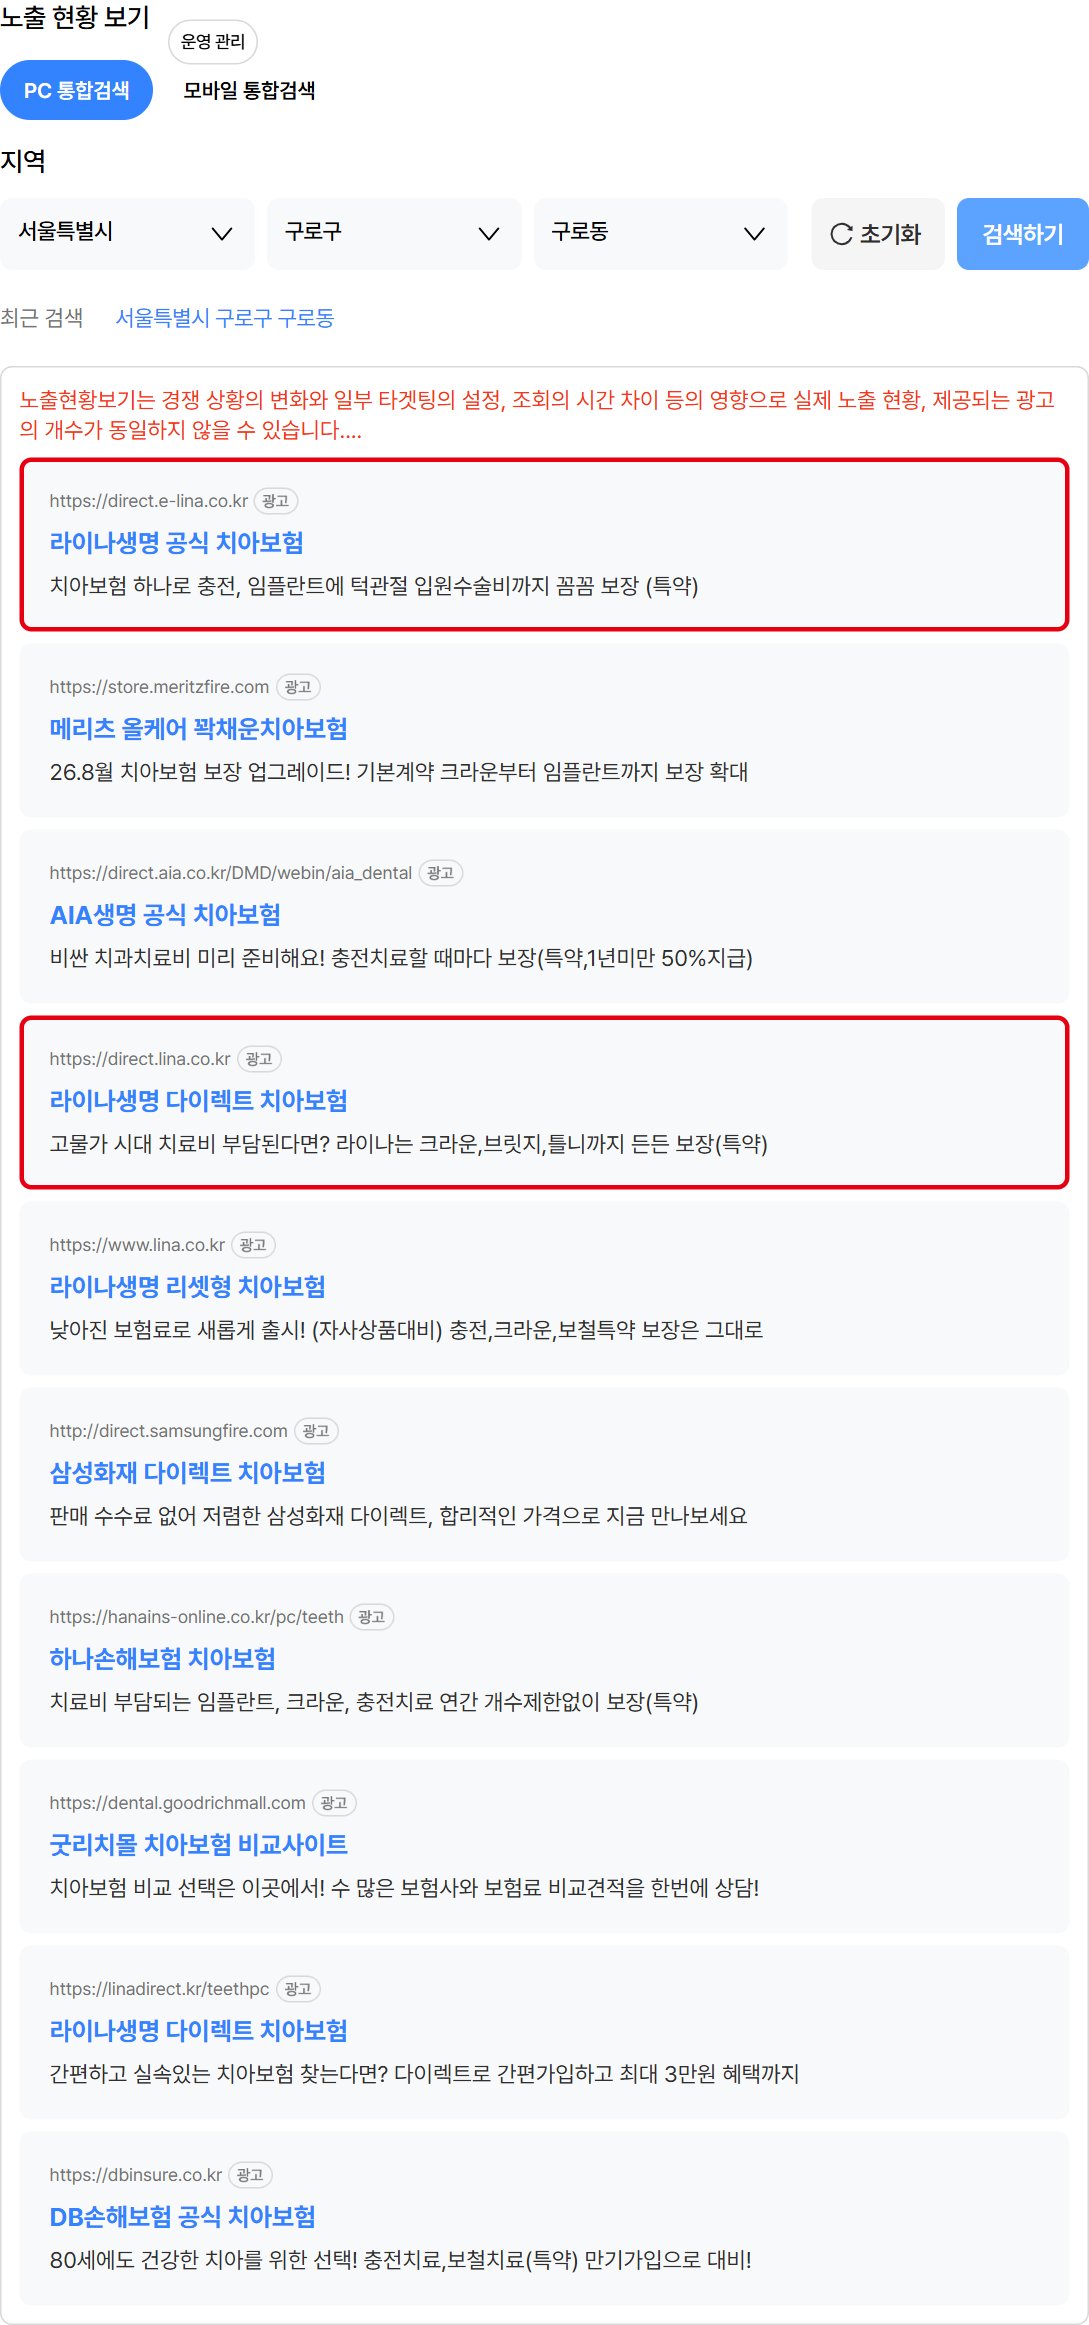 노출 현황 보기
운영 관리
PC 통합검색
모바일 통합검색
지역
서울특별시
구로구
구로동
초기화
검색하기
최근 검색 서울특별시 구로구 구로동
노출현황보기는 경쟁 상황의 변화와 일부 타겟팅의 설정, 조회의 시간 차이 등의 영향으로 실제 노출 현황, 제공되는 광고
의 개수가 동일하지 않을 수 있습니다....
https://direct.e-lina.co.kr 광고
라이나생명 공식 치아보험
치아보험 하나로 충전, 임플란트에 턱관절 입원수술비까지 꼼꼼 보장 (특약)
https://store.meritzfire.com 광고
메리츠 올케어 꽉채운치아보험
26.8월 치아보험 보장 업그레이드! 기본계약 크라운부터 임플란트까지 보장 확대
https://direct.aia.co.kr/DMD/webin/aia_dental 광고
AIA생명 공식 치아보험
비싼 치과치료비 미리 준비해요! 충전치료할 때마다 보장(특약,1년미만 50%지급)
https://direct.lina.co.kr 광고
라이나생명 다이렉트 치아보험
고물가 시대 치료비 부담된다면? 라이나는 크라운,브릿지,틀니까지 든든 보장(특약)
https://www.lina.co.kr 광고
라이나생명 리셋형 치아보험
낮아진 보험료로 새롭게 출시! (자사상품대비) 충전,크라운,보철특약 보장은 그대로
http://direct.samsungfire.com 광고
삼성화재 다이렉트 치아보험
판매 수수료 없어 저렴한 삼성화재 다이렉트, 합리적인 가격으로 지금 만나보세요
https://hanains-online.co.kr/pc/teeth 광고
하나손해보험 치아보험
치료비 부담되는 임플란트, 크라운, 충전치료 연간 개수제한없이 보장(특약)
https://dental.goodrichmall.com 광고
굿리치몰 치아보험 비교사이트
치아보험 비교 선택은 이곳에서! 수 많은 보험사와 보험료 비교견적을 한번에 상담!
https://linadirect.kr/teethpc 광고
라이나생명 다이렉트 치아보험
간편하고 실속있는 치아보험 찾는다면? 다이렉트로 간편가입하고 최대 3만원 혜택까지
https://dbinsure.co.kr 광고
DB손해보험 공식 치아보험
80세에도 건강한 치아를 위한 선택! 충전치료,보철치료(특약) 만기가입으로 대비!